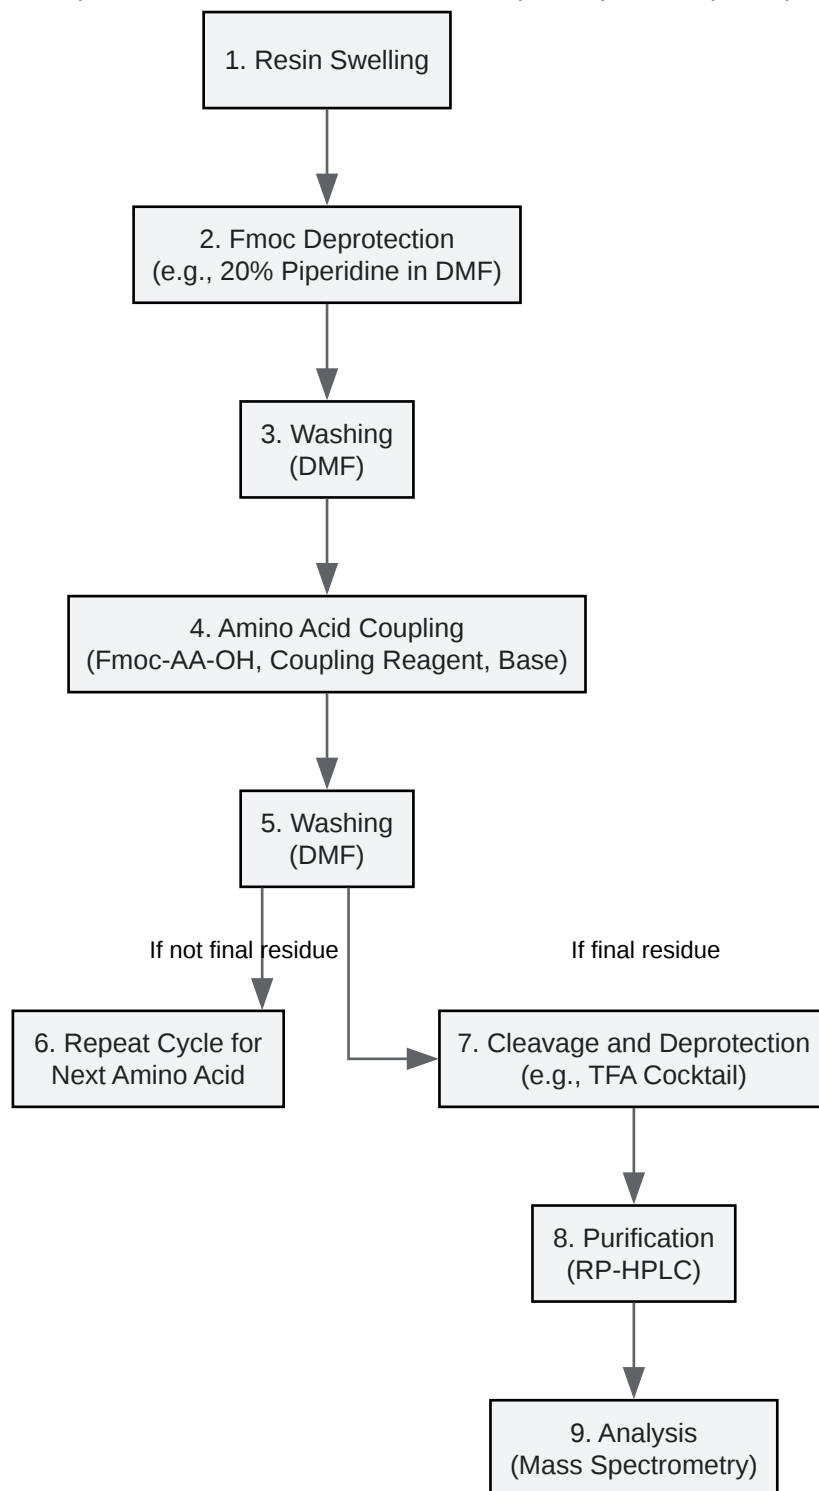 1. Resin Swelling
2. Fmoc Deprotection
(e.g., 20% Piperidine in DMF)
3. Washing
(DMF)
4. Amino Acid Coupling
(Fmoc-AA-OH, Coupling Reagent, Base)
5. Washing
(DMF)
If not final residue
If final residue
6. Repeat Cycle for
Next Amino Acid
7. Cleavage and Deprotection
(e.g., TFA Cocktail)
8. Purification
(RP-HPLC)
9. Analysis
(Mass Spectrometry)